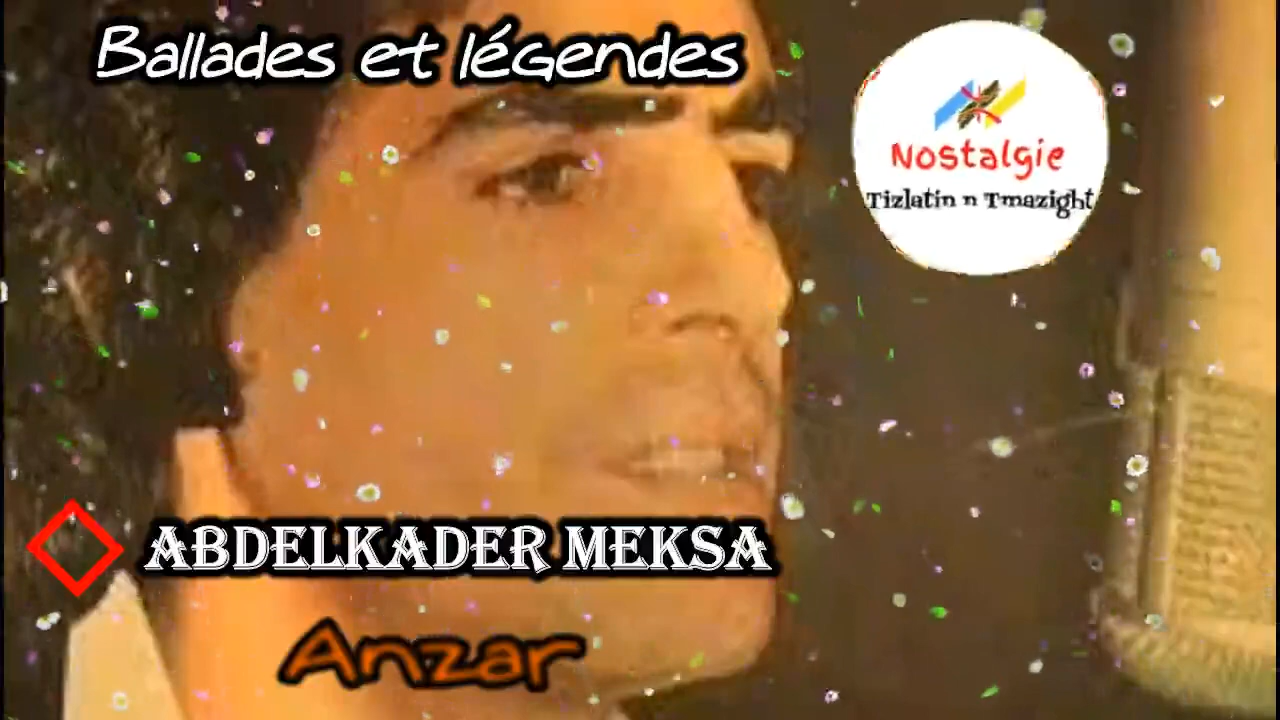 Ballades et légendes
Nostalgie
Tizlatin n Tmazight
ABDELKADER MEKSA
Anzar